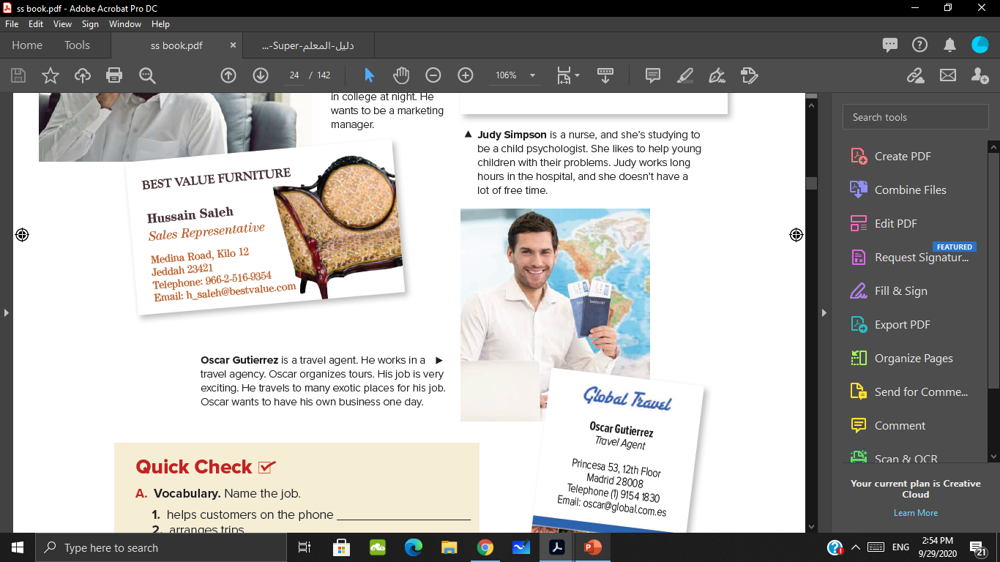 ss book.pdf - Adobe Acrobat Pro DC
File Edit View Sign Window Help
Home Tools ss book.pdf × ...-Super-دليل-المعلم
24 / 142 106%
in college at night. He
wants to be a marketing
manager.
BEST VALUE FURNITURE
Hussain Saleh
Sales Representative
Medina Road, Kilo 12
Jeddah 23421
Telephone: 966-2-516-9354
Email: h_saleh@bestvalue.com
▲ Judy Simpson is a nurse, and she's studying to
be a child psychologist. She likes to help young
children with their problems. Judy works long
hours in the hospital, and she doesn't have a
lot of free time.
PASSPORT
Oscar Gutierrez is a travel agent. He works in a ►
travel agency. Oscar organizes tours. His job is very
exciting. He travels to many exotic places for his job.
Oscar wants to have his own business one day.
Global Travel
Oscar Gutierrez
Travel Agent
Princesa 53, 12th Floor
Madrid 28008
Telephone (1) 9154 1830
Email: oscar@global.com.es
Quick Check
A. Vocabulary. Name the job.
1. helps customers on the phone ____________________
2. arranges trips
Search tools
Create PDF
Combine Files
Edit PDF
FEATURED
Request Signatur...
Fill & Sign
Export PDF
Organize Pages
Send for Comme...
Comment
Scan & OCR
Your current plan is Creative
Cloud
Learn More
Type here to search
ENG
2:54 PM
9/29/2020
21